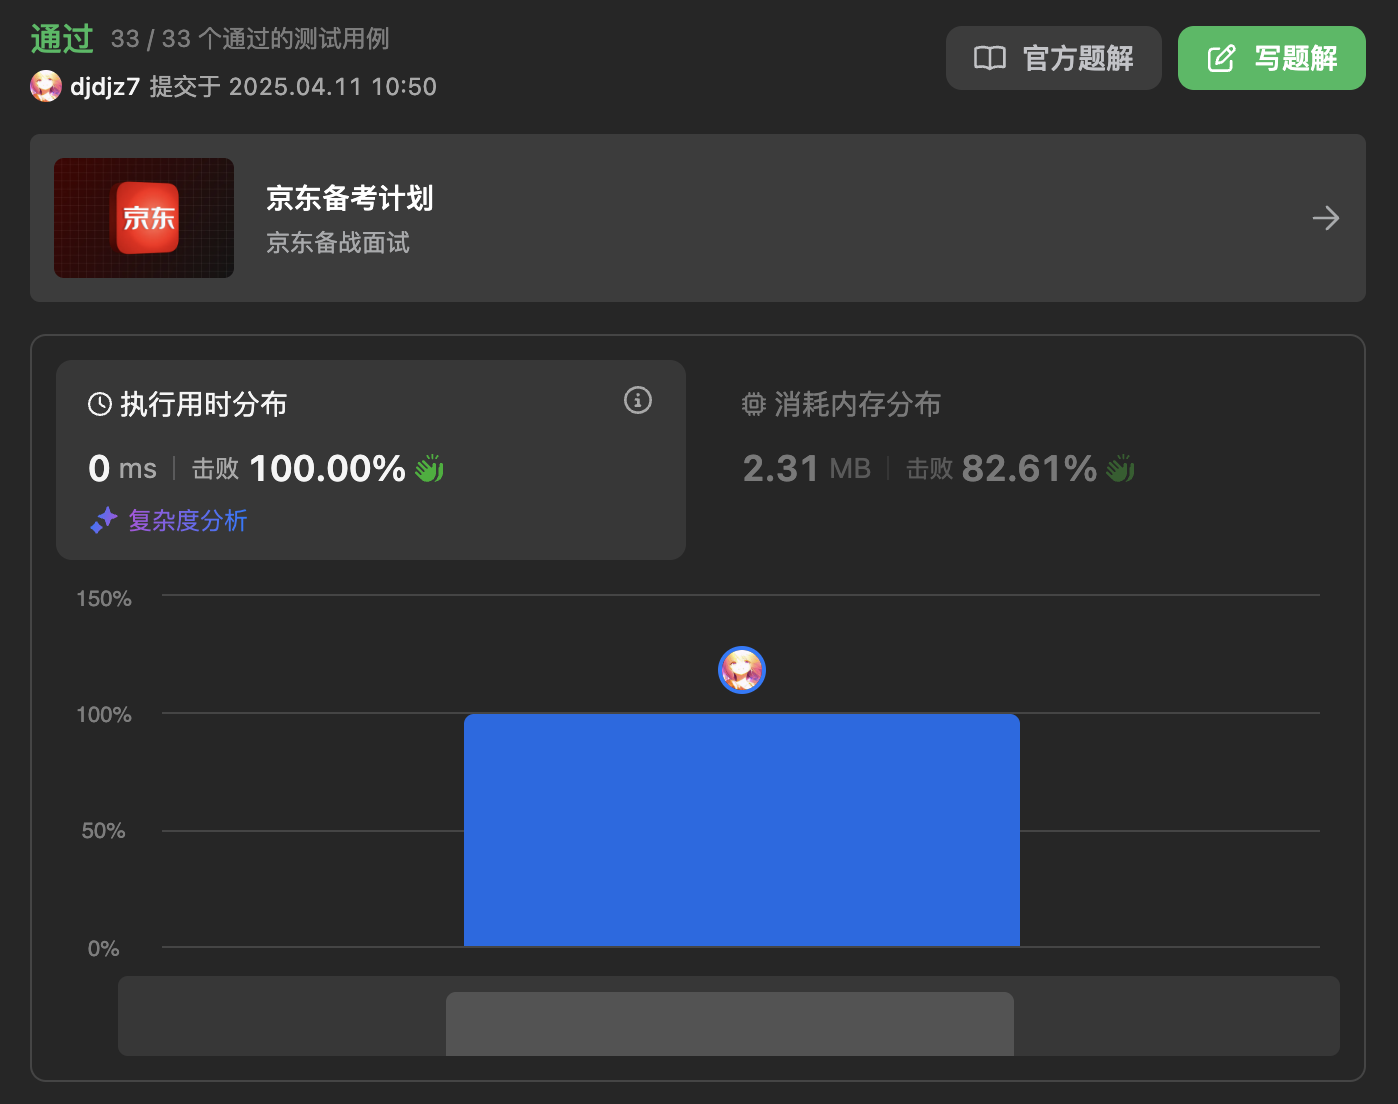 通过 33 / 33 个通过的测试用例
djdjz7 提交于 2025.04.11 10:50
官方题解
写题解
京东
京东备考计划
京东备战面试
执行用时分布
0 ms 击败 100.00%
复杂度分析
消耗内存分布
2.31 MB 击败 82.61%
150%
100%
50%
0%